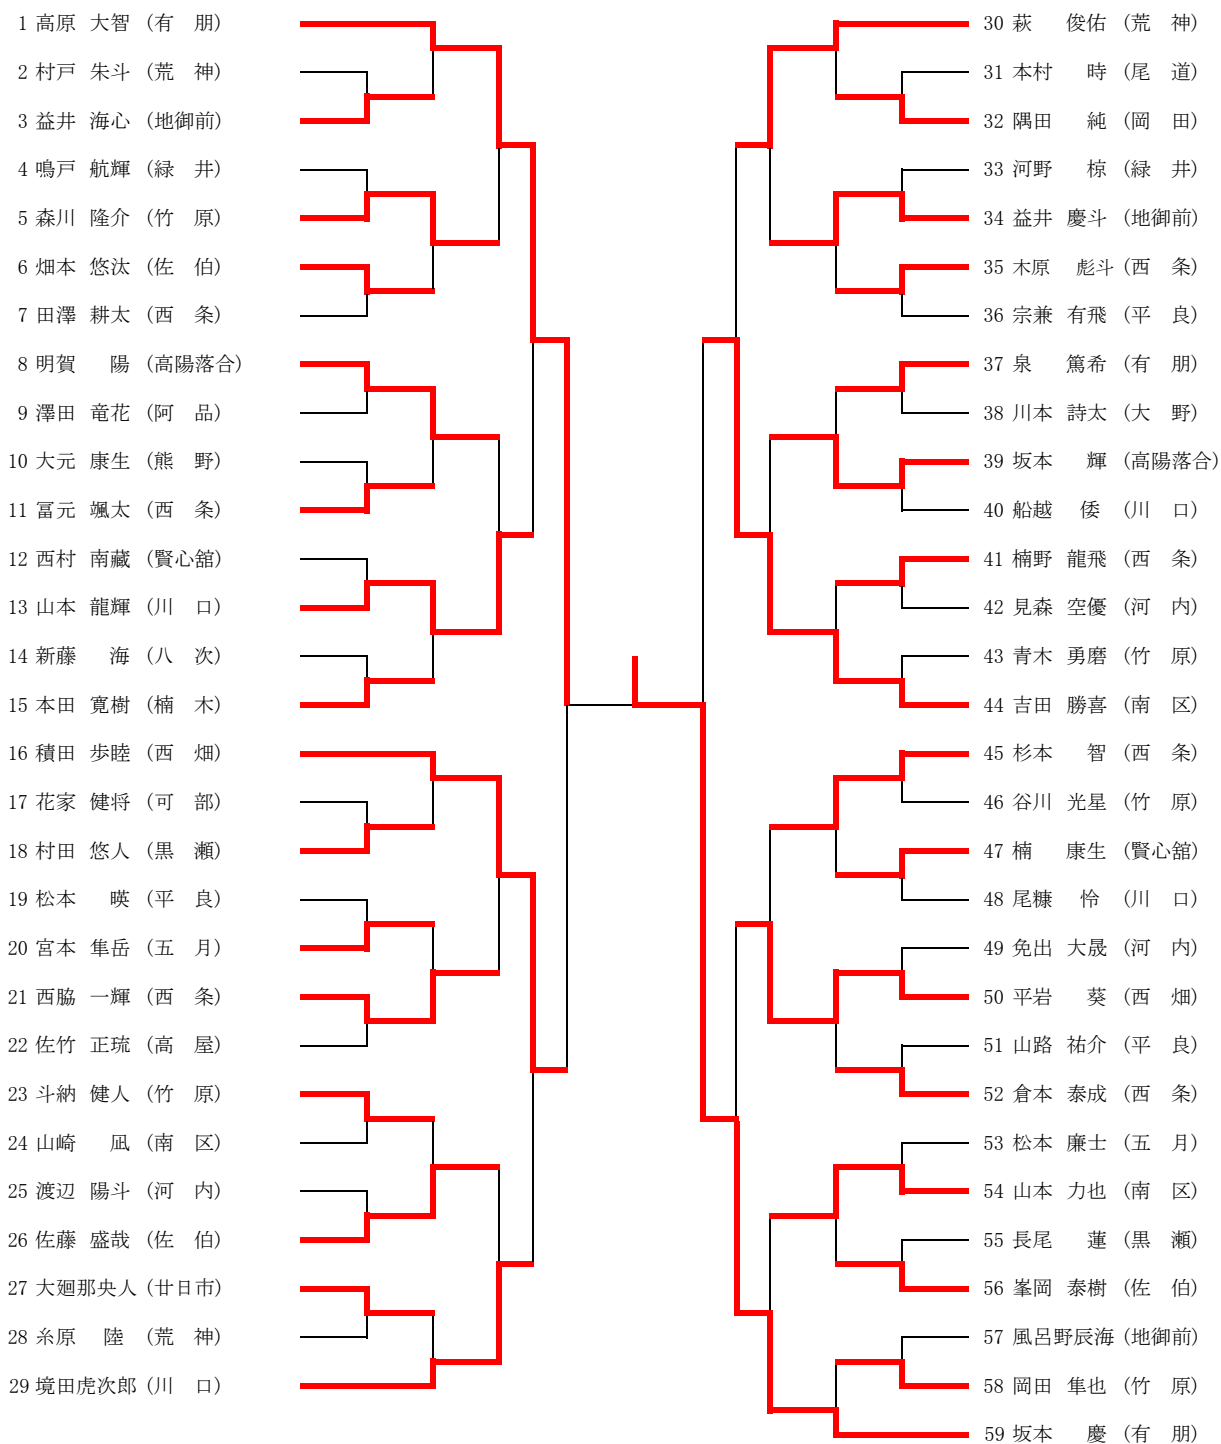 1 高原 大智 (有 朋)
2 村戸 朱斗 (荒 神)
3 益井 海心 (地御前)
4 鳴戸 航輝 (緑 井)
5 森川 隆介 (竹 原)
6 畑本 悠汰 (佐 伯)
7 田澤 耕太 (西 条)
8 明賀 陽 (高陽落合)
9 澤田 竜花 (阿 品)
10 大元 康生 (熊 野)
11 冨元 颯太 (西 条)
12 西村 南藏 (賢心舘)
13 山本 龍輝 (川 口)
14 新藤 海 (八 次)
15 本田 寛樹 (楠 木)
16 積田 歩睦 (西 畑)
17 花家 健将 (可 部)
18 村田 悠人 (黒 瀬)
19 松本 暎 (平 良)
20 宮本 隼岳 (五 月)
21 西脇 一輝 (西 条)
22 佐竹 正琉 (高 屋)
23 斗納 健人 (竹 原)
24 山崎 凪 (南 区)
25 渡辺 陽斗 (河 内)
26 佐藤 盛哉 (佐 伯)
27 大廻那央人 (廿日市)
28 糸原 陸 (荒 神)
29 境田虎次郎 (川 口)
30 萩 俊佑 (荒 神)
31 本村 時 (尾 道)
32 隅田 純 (岡 田)
33 河野 椋 (緑 井)
34 益井 慶斗 (地御前)
35 木原 彪斗 (西 条)
36 宗兼 有飛 (平 良)
37 泉 篤希 (有 朋)
38 川本 詩太 (大 野)
39 坂本 輝 (高陽落合)
40 船越 倭 (川 口)
41 楠野 龍飛 (西 条)
42 見森 空優 (河 内)
43 青木 勇磨 (竹 原)
44 吉田 勝喜 (南 区)
45 杉本 智 (西 条)
46 谷川 光星 (竹 原)
47 楠 康生 (賢心舘)
48 尾糠 怜 (川 口)
49 免出 大晟 (河 内)
50 平岩 葵 (西 畑)
51 山路 祐介 (平 良)
52 倉本 泰成 (西 条)
53 松本 廉士 (五 月)
54 山本 力也 (南 区)
55 長尾 蓮 (黒 瀬)
56 峯岡 泰樹 (佐 伯)
57 風呂野辰海 (地御前)
58 岡田 隼也 (竹 原)
59 坂本 慶 (有 朋)